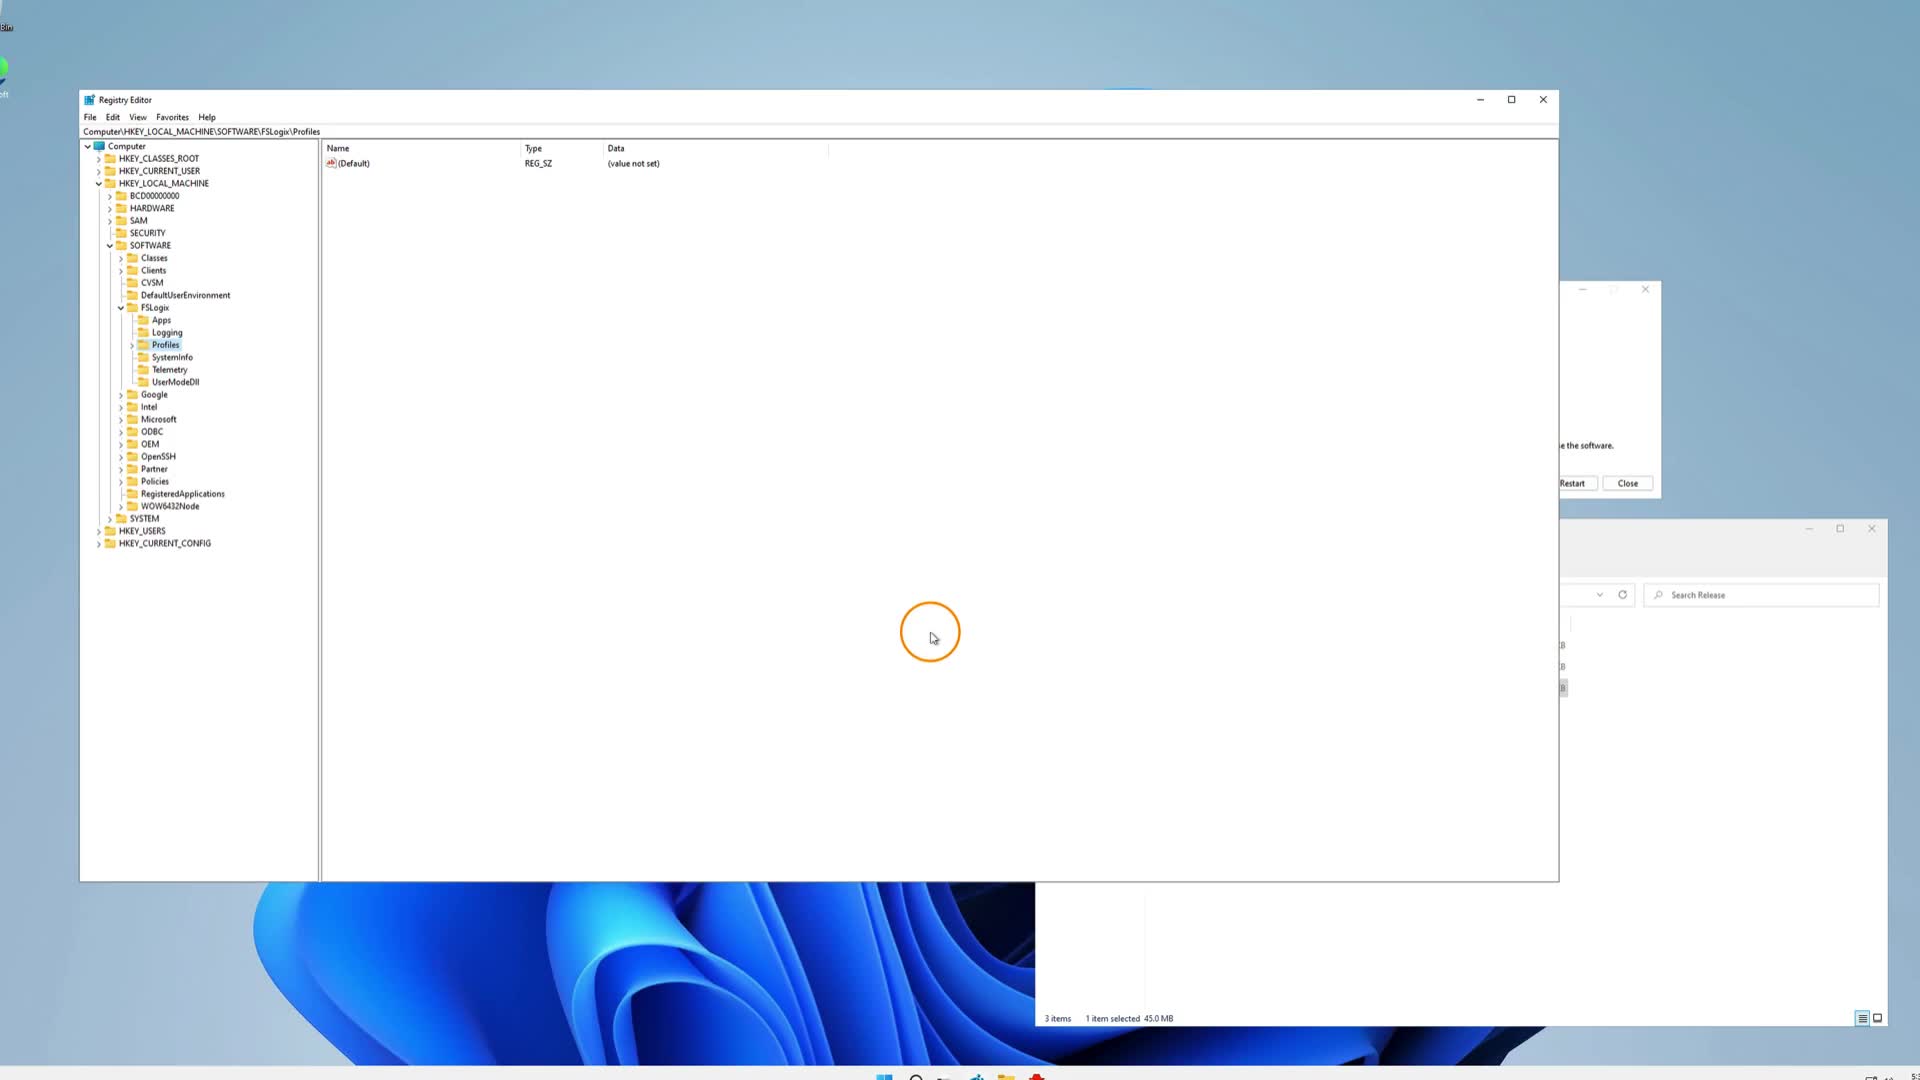 Bin
oft
Registry Editor
File Edit View Favorites Help
Computer\HKEY_LOCAL_MACHINE\SOFTWARE\FSLogix\Profiles
Computer
HKEY_CLASSES_ROOT
HKEY_CURRENT_USER
HKEY_LOCAL_MACHINE
BCD00000000
HARDWARE
SAM
SECURITY
SOFTWARE
Classes
Clients
CVSM
DefaultUserEnvironment
FSLogix
Apps
Logging
Profiles
SystemInfo
Telemetry
UserModeDll
Google
Intel
Microsoft
ODBC
OEM
OpenSSH
Partner
Policies
RegisteredApplications
WOW6432Node
SYSTEM
HKEY_USERS
HKEY_CURRENT_CONFIG
Name Type Data
ab (Default) REG_SZ (value not set)
e the software.
Restart Close
Search Release
B
B
B
3 items 1 item selected 45.0 MB